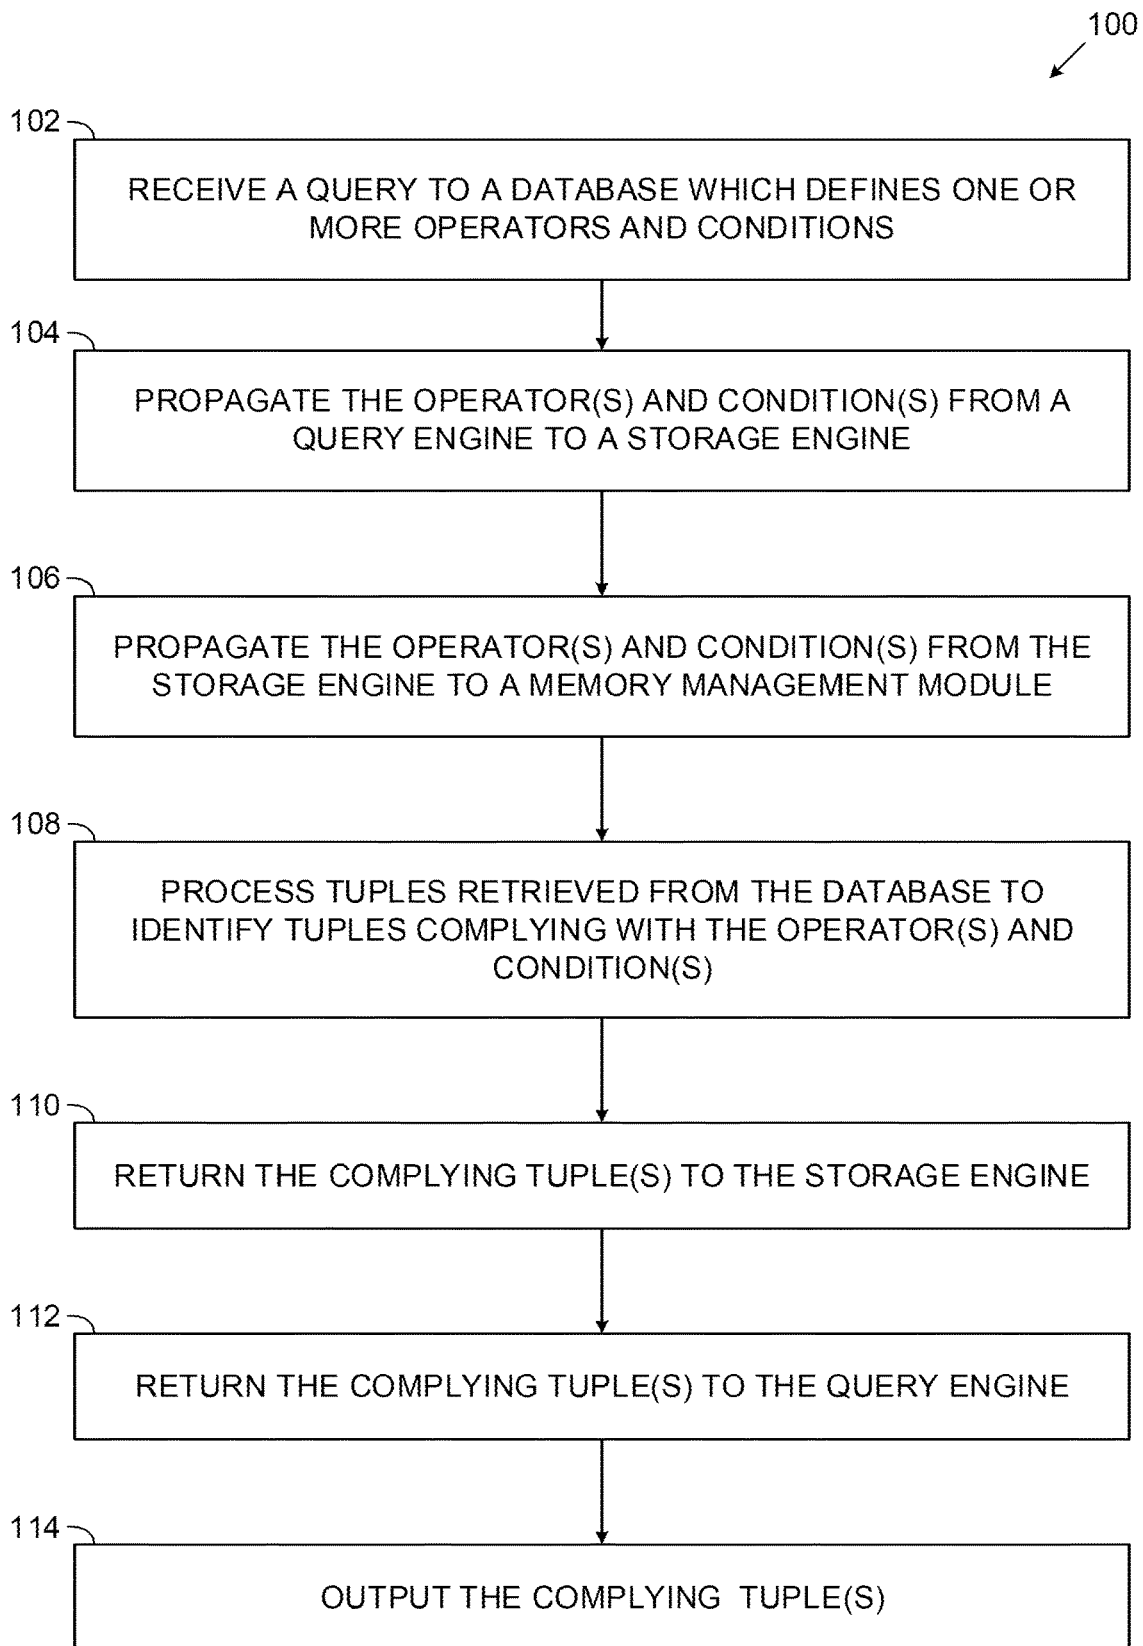 100
102
RECEIVE A QUERY TO A DATABASE WHICH DEFINES ONE OR
MORE OPERATORS AND CONDITIONS
104
PROPAGATE THE OPERATOR(S) AND CONDITION(S) FROM A
QUERY ENGINE TO A STORAGE ENGINE
106
PROPAGATE THE OPERATOR(S) AND CONDITION(S) FROM THE
STORAGE ENGINE TO A MEMORY MANAGEMENT MODULE
108
PROCESS TUPLES RETRIEVED FROM THE DATABASE TO
IDENTIFY TUPLES COMPLYING WITH THE OPERATOR(S) AND
CONDITION(S)
110
RETURN THE COMPLYING TUPLE(S) TO THE STORAGE ENGINE
112
RETURN THE COMPLYING TUPLE(S) TO THE QUERY ENGINE
114
OUTPUT THE COMPLYING TUPLE(S)